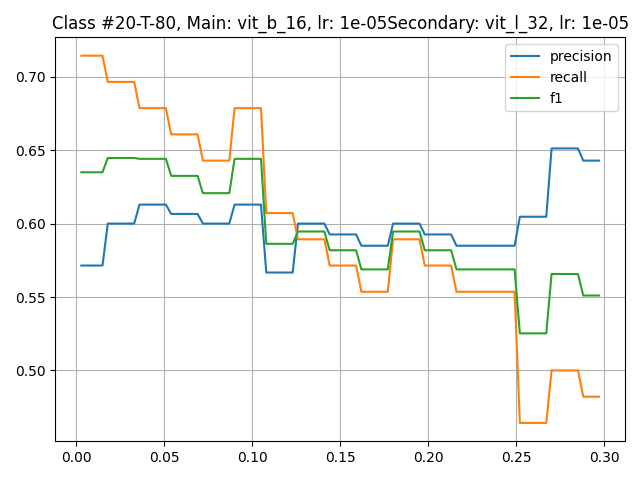 Class #20-T-80, Main: vit_b_16, lr: 1e-05Secondary: vit_l_32, lr: 1e-05
precision
recall
f1
0.70
0.65
0.60
0.55
0.50
0.00 0.05 0.10 0.15 0.20 0.25 0.30